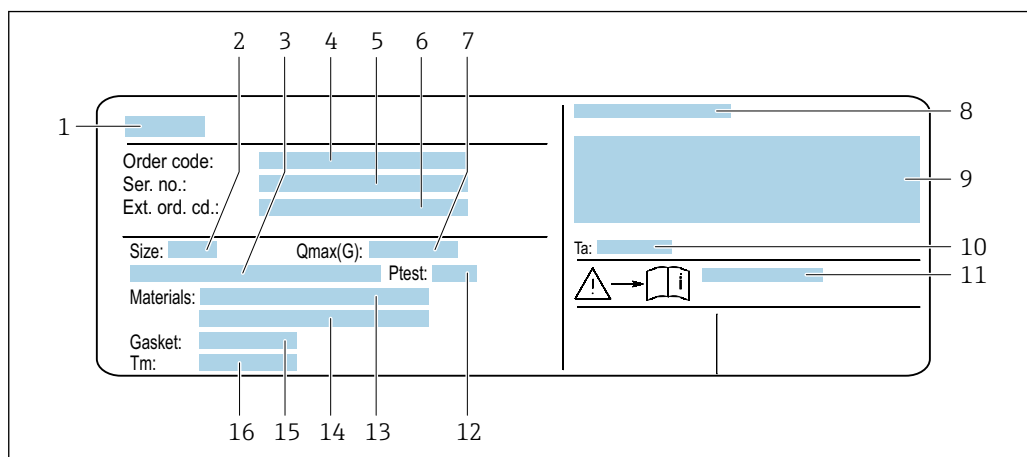 2 3 4 5 6 7
1
8
Order code:
Ser. no.:
Ext. ord. cd.:
9
Size: Qmax(G):
Ta: 10
Ptest:
11
Materials:
Gasket:
Tm:
i
16 15 14 13 12